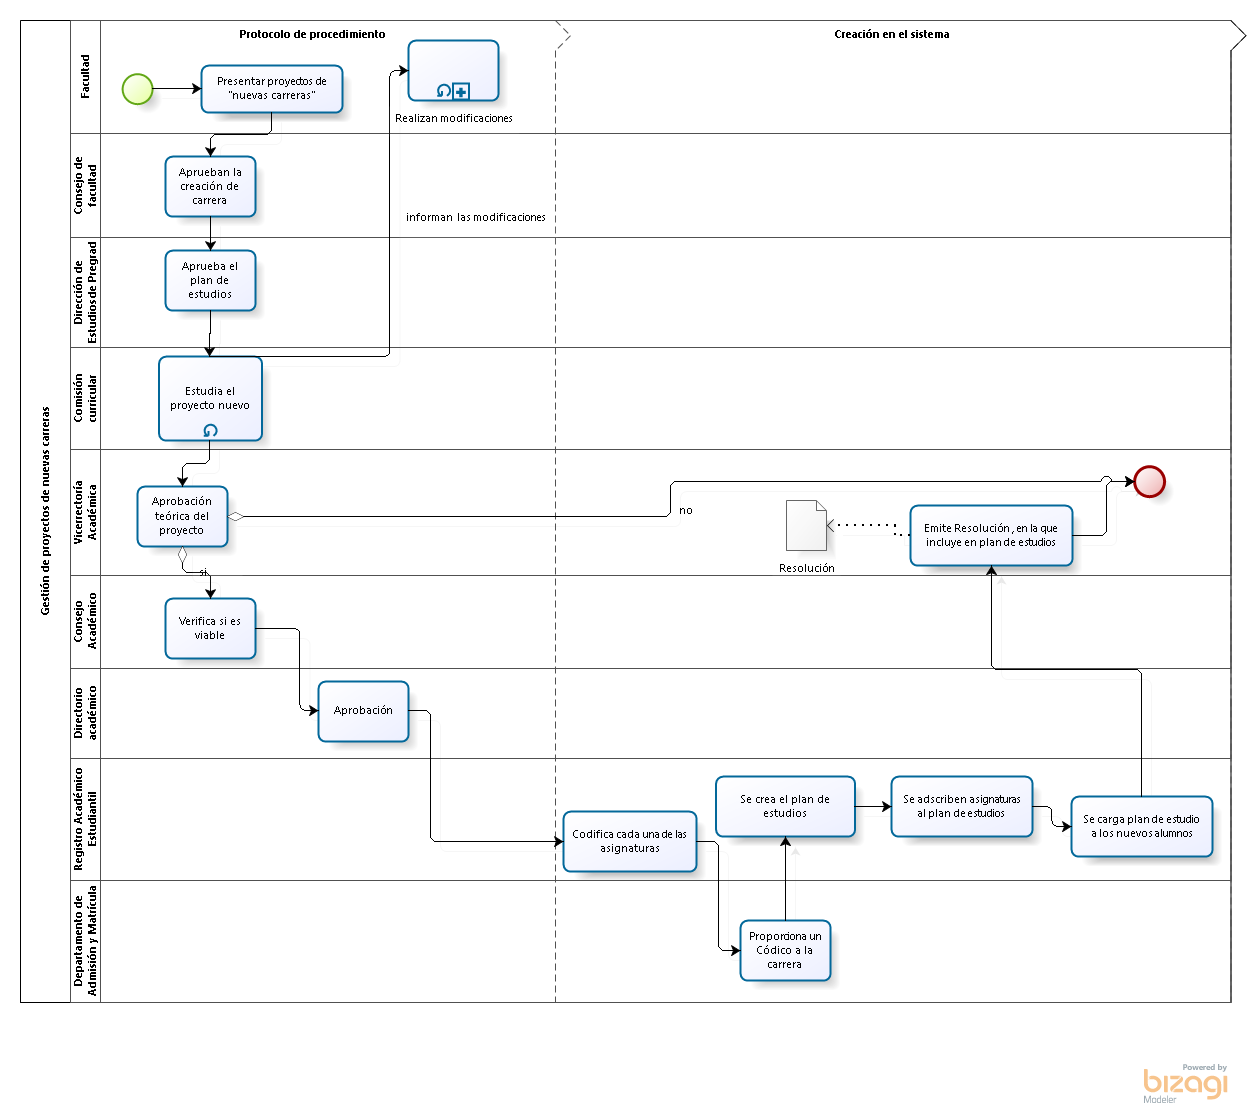 Protocolo de procedimiento
Creación en el sistema
Gestión de proyectos de nuevas carreras
Facultad
Presentar proyectos de
"nuevas carreras"
Realizan modificaciones
Consejo de
facultad
Aprueban la
creación de
carrera
informan las modificaciones
Dirección de
Estudios de Pregrad
Aprueba el
plan de
estudios
Comisión
curricular
Estudia el
proyecto nuevo
Vicerrectoría
Académica
Aprobación
teórica del
proyecto
no
si
Resolución
Emite Resolución, en la que
incluye en plan de estudios
Consejo
Académico
Verifica si es
viable
Directorio
académico
Aprobación
Registro Académico
Estudiantil
Codifica cada una de las
asignaturas
Se crea el plan de
estudios
Se adscriben asignaturas
al plan de estudios
Se carga plan de estudio
a los nuevos alumnos
Departamento de
Admisión y Matrícula
Proporciona un
Códico a la
carrera
Powered by
bizagi
Modeler